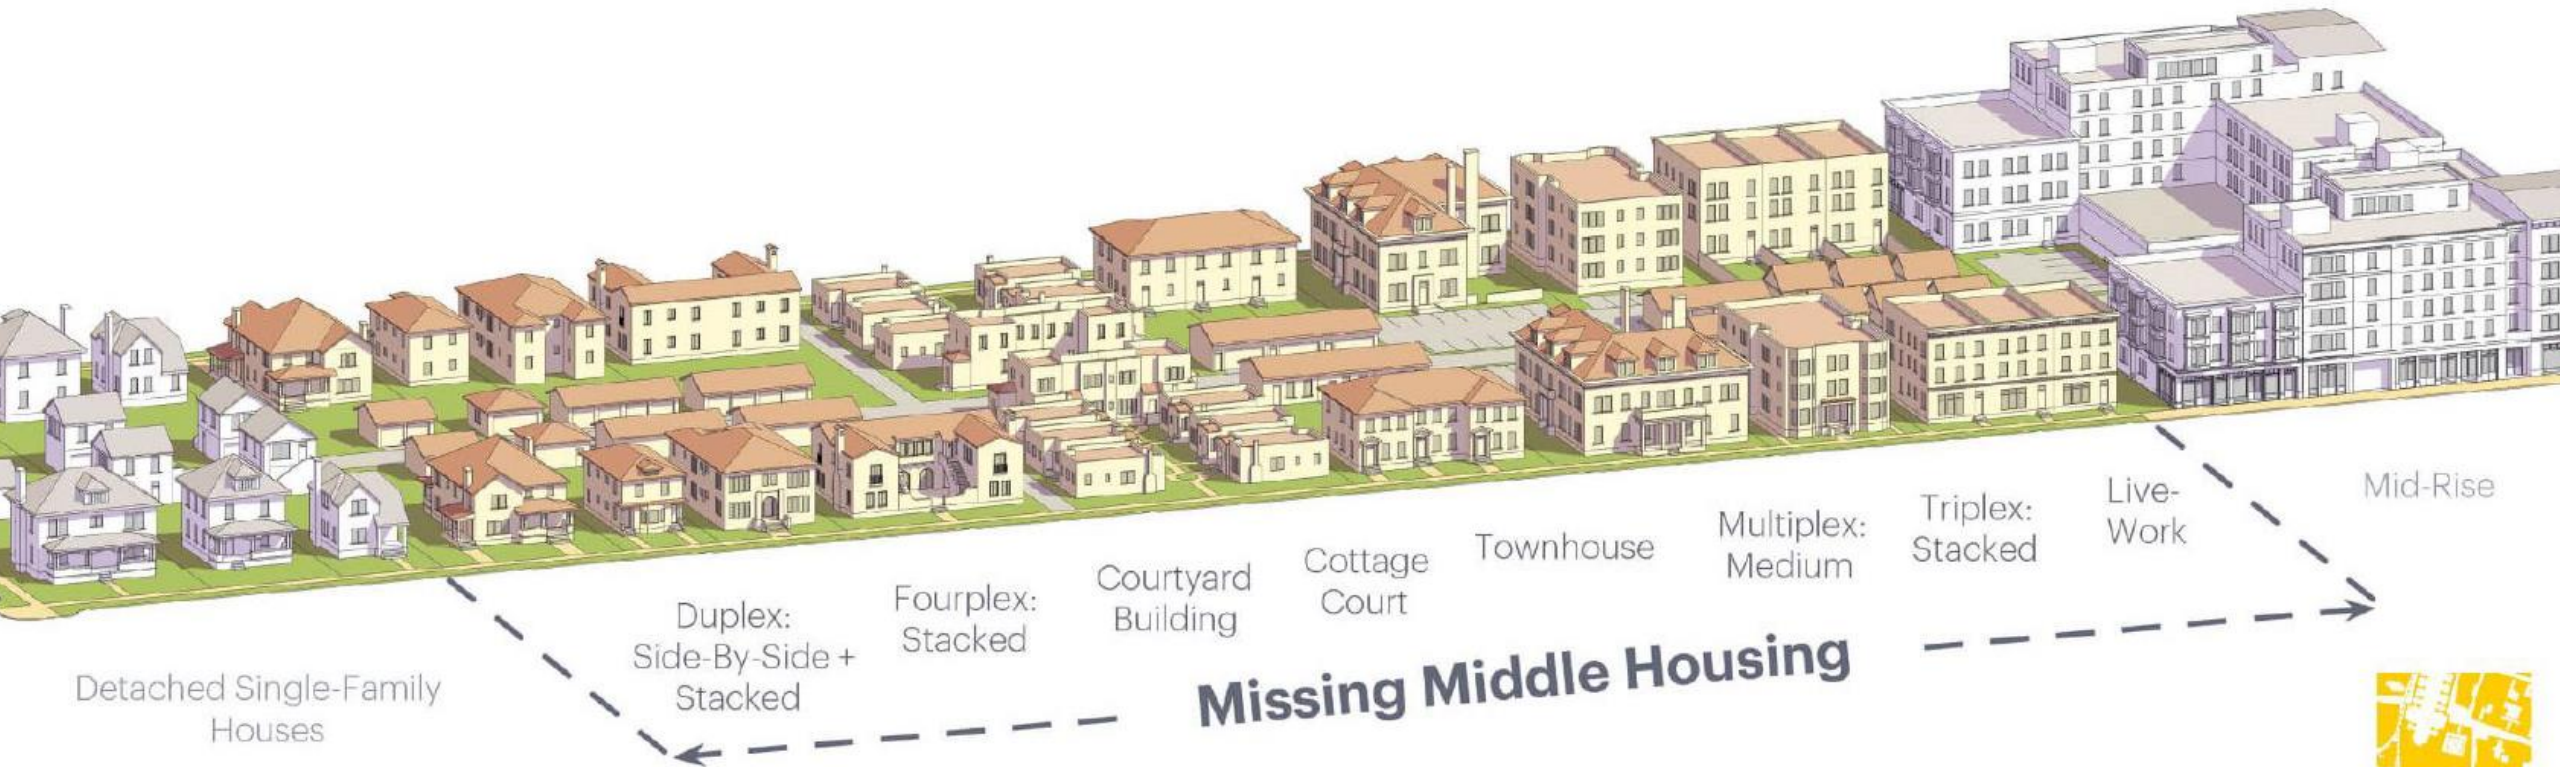 Detached Single-Family
Houses
Duplex:
Side-By-Side +
Stacked
Fourplex:
Stacked
Courtyard
Building
Cottage
Court
Townhouse
Multiplex:
Medium
Triplex:
Stacked
Live-
Work
Mid-Rise
Missing Middle Housing